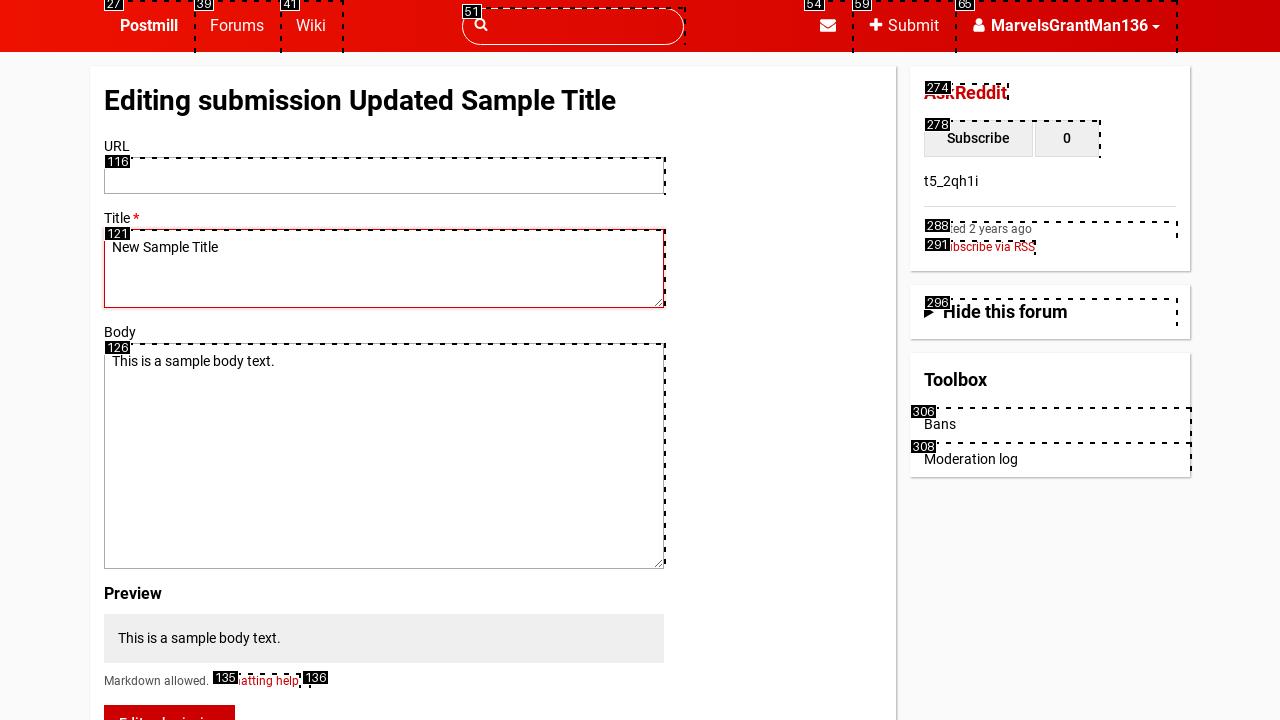 27
39
41
51
54
59
65
Postmill
Forums
Wiki
Submit
MarvelsGrantMan136
Editing submission Updated Sample Title
URL
116
Title *
121
New Sample Title
Body
126
This is a sample body text.
Preview
This is a sample body text.
Markdown allowed.
135
atting help
136
274
AskReddit
278
Subscribe
0
t5_2qh1i
288
ted 2 years ago
291
bscribe via RSS
296
Hide this forum
Toolbox
306
Bans
308
Moderation log